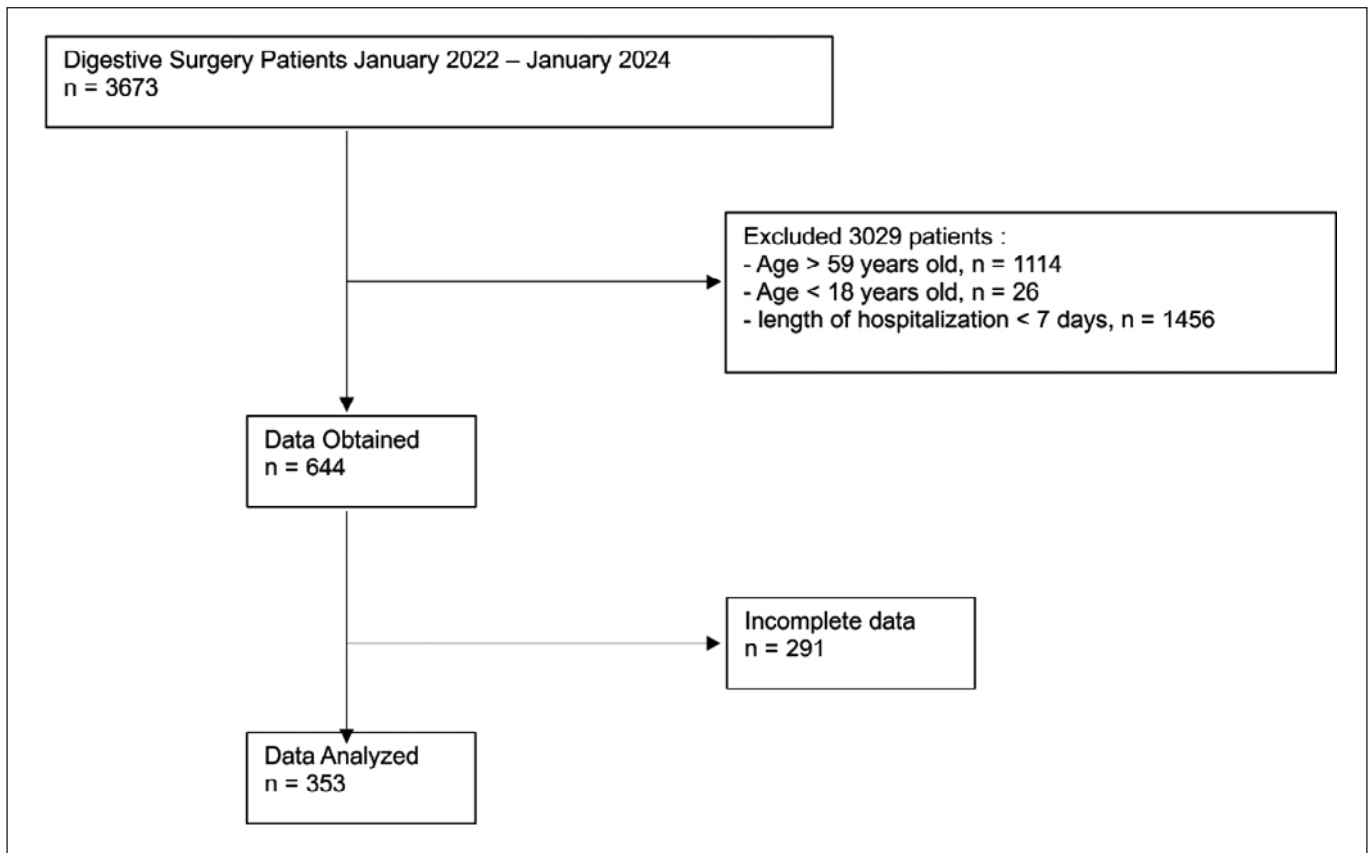 Digestive Surgery Patients January 2022 – January 2024
n = 3673
Excluded 3029 patients :
- Age > 59 years old, n = 1114
- Age < 18 years old, n = 26
- length of hospitalization < 7 days, n = 1456
Data Obtained
n = 644
Incomplete data
n = 291
Data Analyzed
n = 353